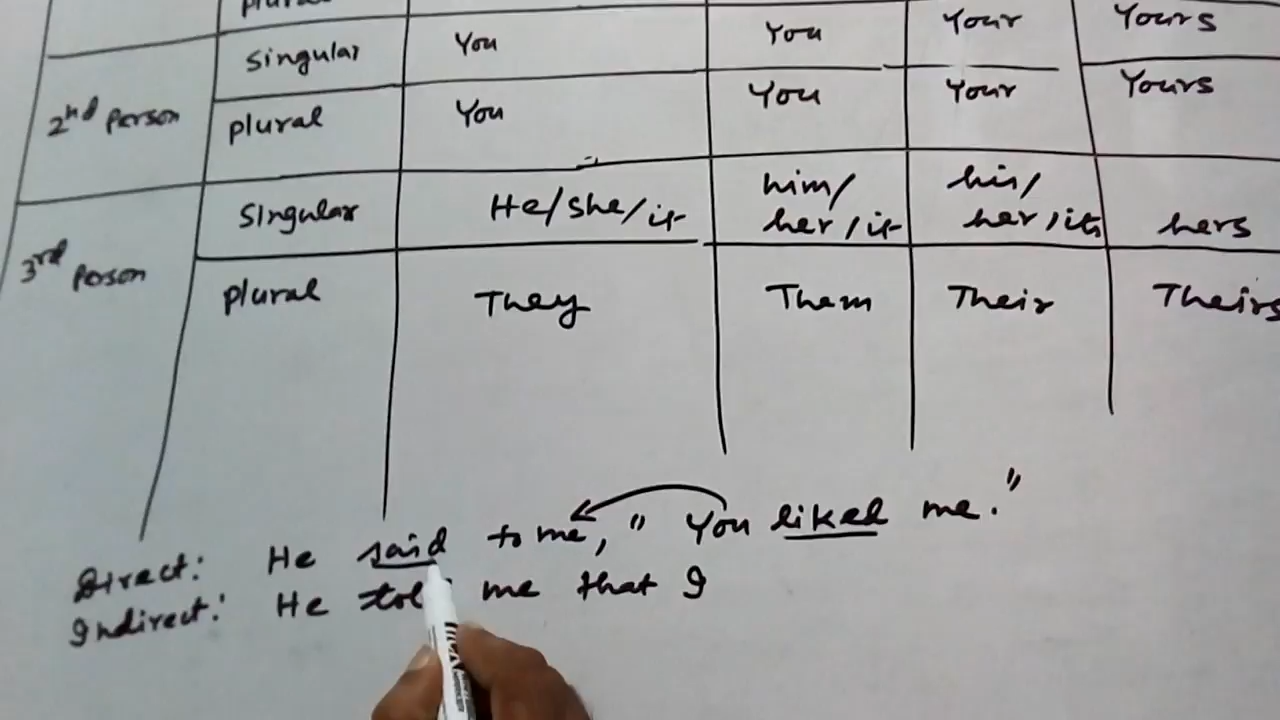 plural
singular You You Your Yours
2nd Person
plural You You Your Yours
singular He/she/it him/ her/it his/ her/its hers
3rd Person
plural They Them Their Theirs
Direct: He said to me, " You liked me."
Indirect: He told me that I